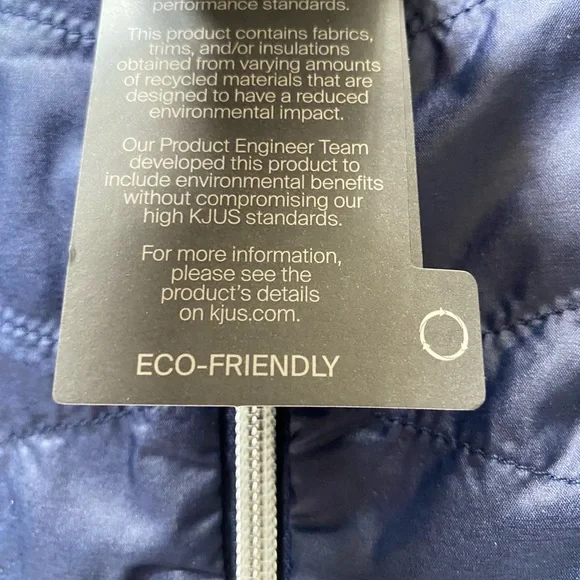 performance standards.
This product contains fabrics,
trims, and/or insulations
obtained from varying amounts
of recycled materials that are
designed to have a reduced
environmental impact.
Our Product Engineer Team
developed this product to
include environmental benefits
without compromising our
high KJUS standards.
For more information,
please see the
product's details
on kjus.com.
ECO-FRIENDLY